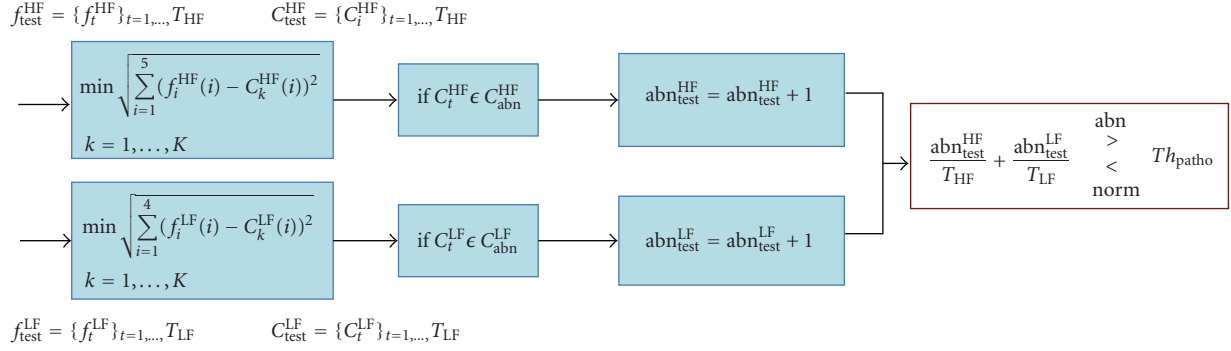 f_test^HF = {f_t^HF}_{t=1,...,} T_HF    C_test^HF = {C_i^HF}_{t=1,...,} T_HF
min √(∑_{i=1}^{5} (f_i^HF(i) − C_k^HF(i))²)
k = 1, . . . , K
if C_t^HF ϵ C_abn^HF
abn_test^HF = abn_test^HF + 1
min √(∑_{i=1}^{4} (f_i^LF(i) − C_k^LF(i))²)
k = 1, . . . , K
if C_t^LF ϵ C_abn^LF
abn_test^LF = abn_test^LF + 1
abn_test^HF / T_HF + abn_test^LF / T_LF
abn
>
<
norm
Th_patho
f_test^LF = {f_t^LF}_{t=1,...,} T_LF    C_test^LF = {C_t^LF}_{t=1,...,} T_LF